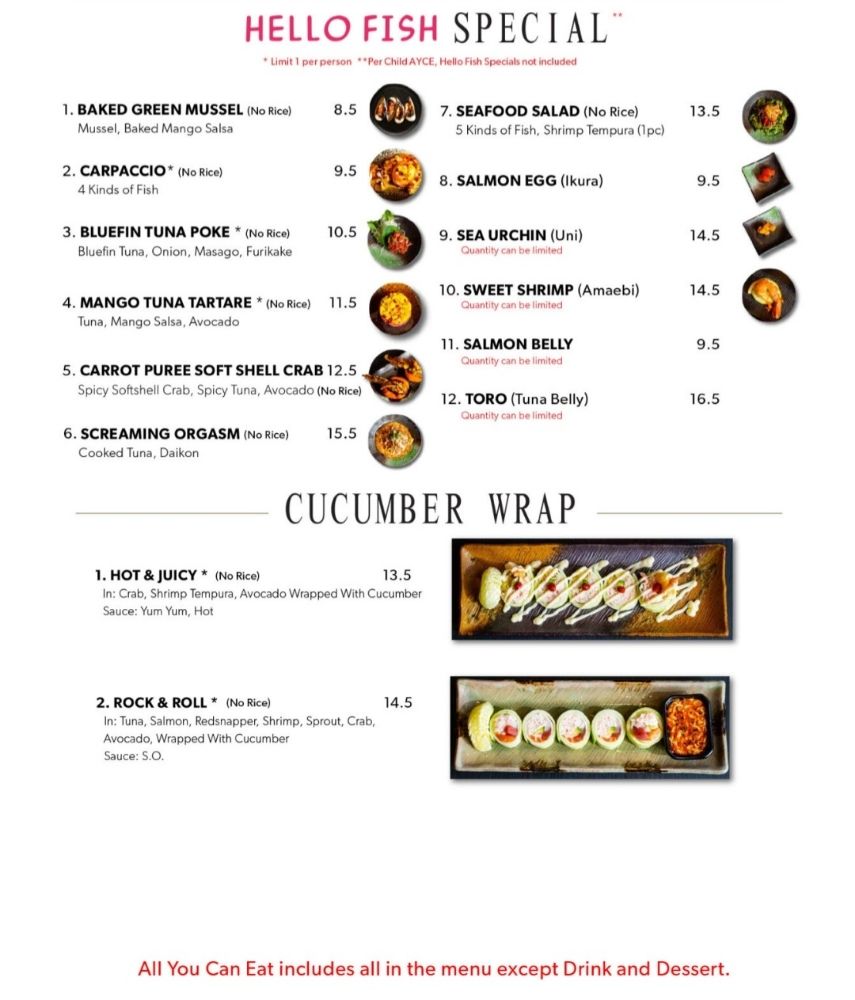 HELLO FISH SPECIAL**
* Limit 1 per person **Per Child AYCE, Hello Fish Specials not included
1. BAKED GREEN MUSSEL (No Rice) 8.5
Mussel, Baked Mango Salsa
2. CARPACCIO* (No Rice) 9.5
4 Kinds of Fish
3. BLUEFIN TUNA POKE * (No Rice) 10.5
Bluefin Tuna, Onion, Masago, Furikake
4. MANGO TUNA TARTARE * (No Rice) 11.5
Tuna, Mango Salsa, Avocado
5. CARROT PUREE SOFT SHELL CRAB 12.5
Spicy Softshell Crab, Spicy Tuna, Avocado (No Rice)
6. SCREAMING ORGASM (No Rice) 15.5
Cooked Tuna, Daikon
7. SEAFOOD SALAD (No Rice) 13.5
5 Kinds of Fish, Shrimp Tempura (1pc)
8. SALMON EGG (Ikura) 9.5
9. SEA URCHIN (Uni) 14.5
Quantity can be limited
10. SWEET SHRIMP (Amaebi) 14.5
Quantity can be limited
11. SALMON BELLY 9.5
Quantity can be limited
12. TORO (Tuna Belly) 16.5
Quantity can be limited
CUCUMBER WRAP
1. HOT & JUICY * (No Rice) 13.5
In: Crab, Shrimp Tempura, Avocado Wrapped With Cucumber
Sauce: Yum Yum, Hot
2. ROCK & ROLL * (No Rice) 14.5
In: Tuna, Salmon, Redsnapper, Shrimp, Sprout, Crab,
Avocado, Wrapped With Cucumber
Sauce: S.O.
All You Can Eat includes all in the menu except Drink and Dessert.